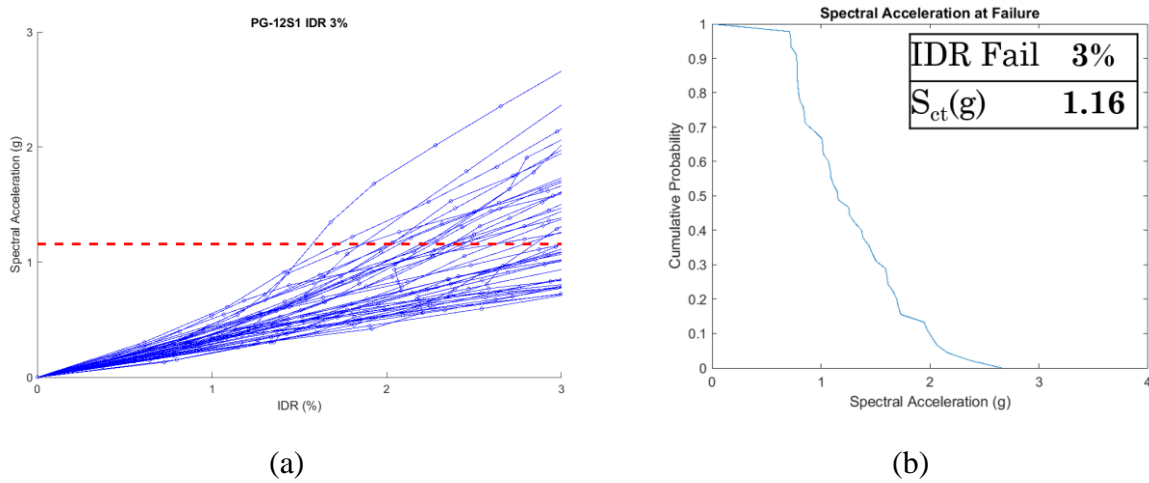 PG-12S1 IDR 3%
3
2
1
0
Spectral Acceleration (g)
0
1
2
3
IDR (%)
(a)
Spectral Acceleration at Failure
IDR Fail 3%
S_ct(g) 1.16
1
0.9
0.8
0.7
0.6
0.5
0.4
0.3
0.2
0.1
0
Cumulative Probability
0
1
2
3
4
Spectral Acceleration (g)
(b)